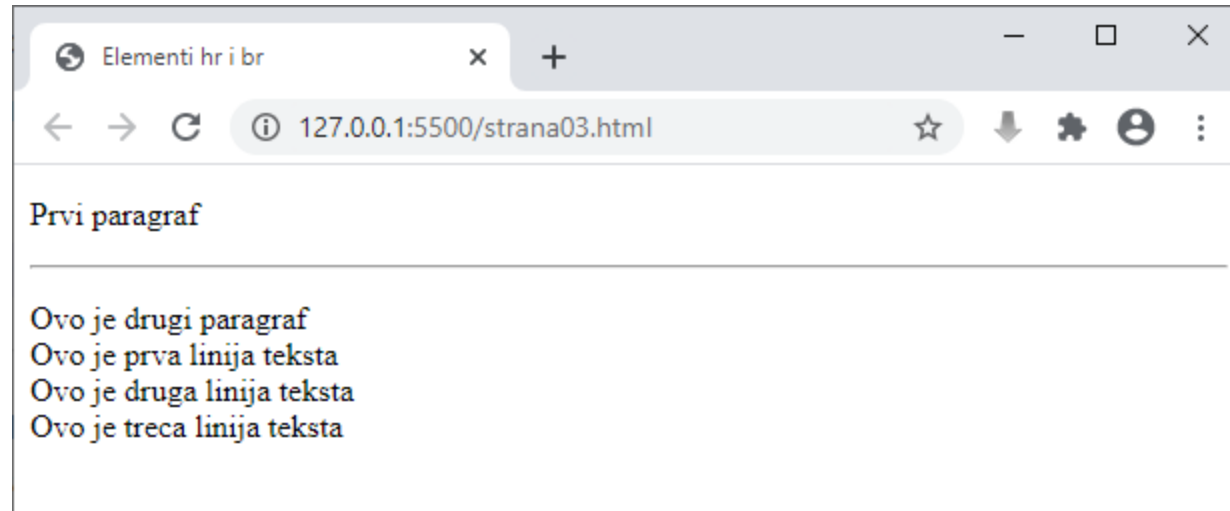 Elementi hr i br
127.0.0.1:5500/strana03.html
Prvi paragraf
Ovo je drugi paragraf
Ovo je prva linija teksta
Ovo je druga linija teksta
Ovo je treca linija teksta